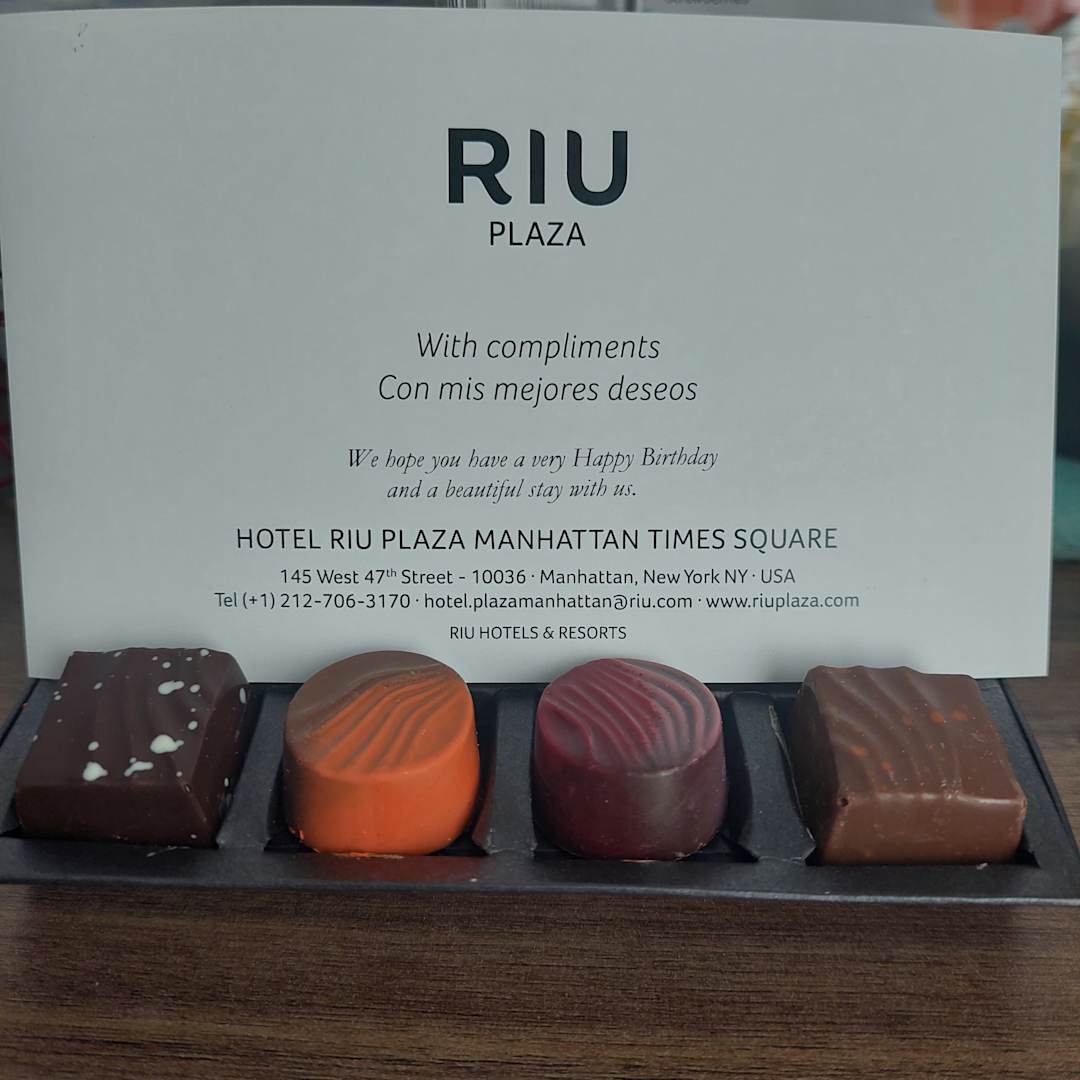 RIU
PLAZA
With compliments
Con mis mejores deseos
We hope you have a very Happy Birthday
and a beautiful stay with us.
HOTEL RIU PLAZA MANHATTAN TIMES SQUARE
145 West 47th Street - 10036 · Manhattan, New York NY · USA
Tel (+1) 212-706-3170 · hotel.plazamanhattan@riu.com · www.riuplaza.com
RIU HOTELS & RESORTS